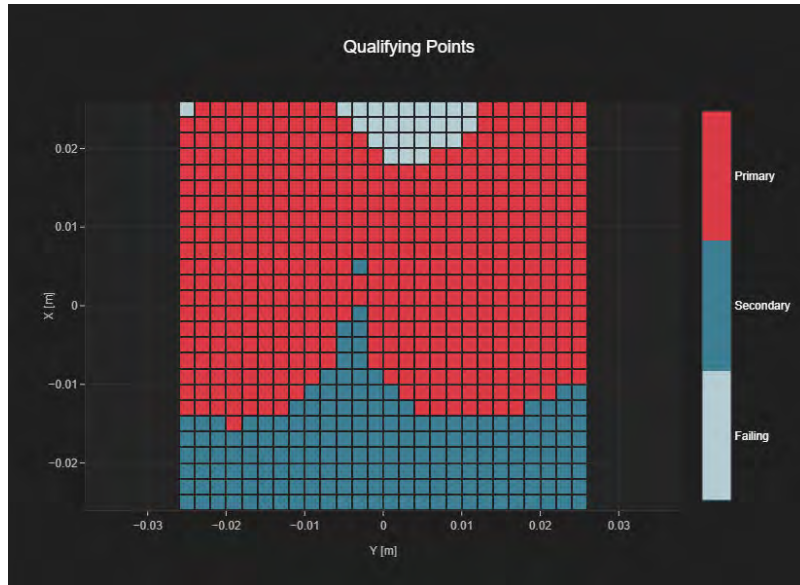 Qualifying Points
0.02
0.01
0
−0.01
−0.02
X [m]
−0.03
−0.02
−0.01
0
0.01
0.02
0.03
Y [m]
Primary
Secondary
Failing